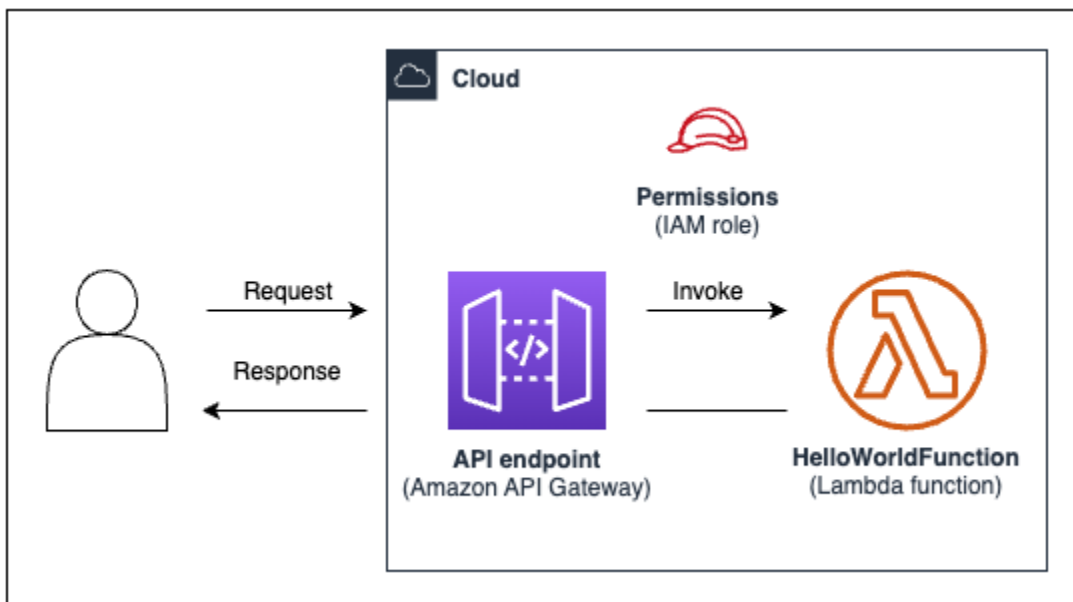 Cloud
Permissions
(IAM role)
Request
Invoke
</>
Response
API endpoint
(Amazon API Gateway)
HelloWorldFunction
(Lambda function)